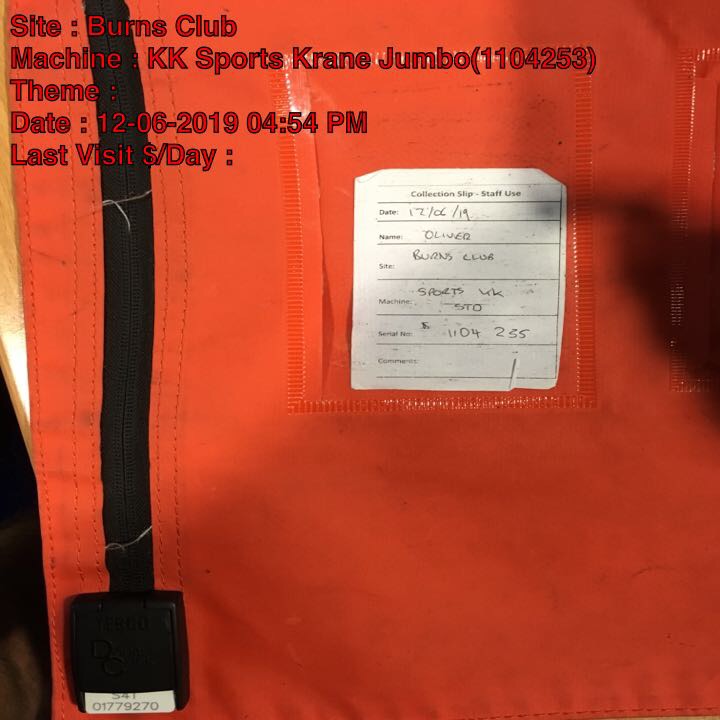 Site : Burns Club
Machine : KK Sports Krane Jumbo(1104253)
Theme :
Date : 12-06-2019 04:54 PM
Last Visit $/Day :
Collection Slip - Staff Use
Date: 12/06/19
Name: OLIVER
BURNS CLUB
Site:
SPORTS KK
Machine: STD
Serial No: 1104 235
Comments:
S41
01779270